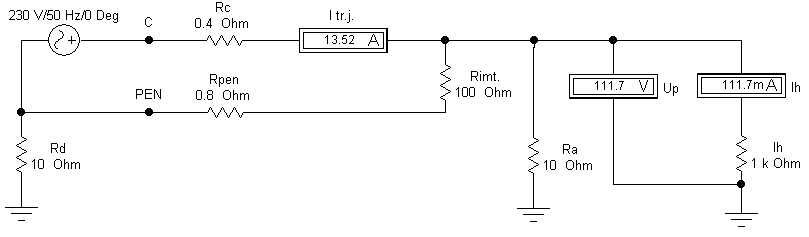 230 V/50 Hz/0 Deg
C
Rc
0.4 Ohm
I tr.j.
13.52 A
PEN
Rpen
0.8 Ohm
Rimt.
100 Ohm
111.7 V
Up
111.7m A
Ih
Rd
10 Ohm
Ra
10 Ohm
Ih
1 k Ohm